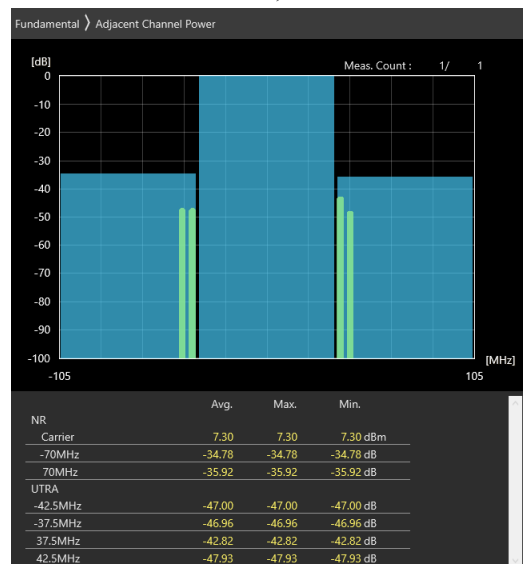 Fundamental ❯ Adjacent Channel Power
[dB]
Meas. Count : 1/ 1
0
-10
-20
-30
-40
-50
-60
-70
-80
-90
-100
[MHz]
-105 105
Avg. Max. Min.
NR
Carrier 7.30 7.30 7.30 dBm
-70MHz -34.78 -34.78 -34.78 dB
70MHz -35.92 -35.92 -35.92 dB
UTRA
-42.5MHz -47.00 -47.00 -47.00 dB
-37.5MHz -46.96 -46.96 -46.96 dB
37.5MHz -42.82 -42.82 -42.82 dB
42.5MHz -47.93 -47.93 -47.93 dB